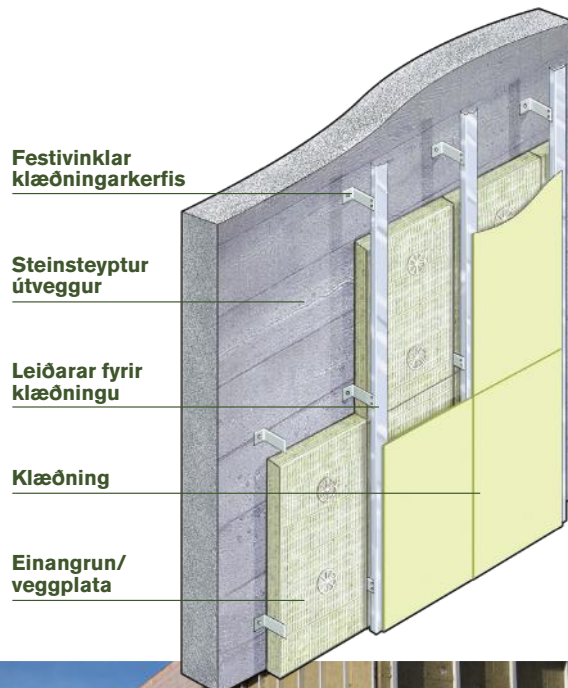 Festivinklar
klæðningarkerfis
Steinsteyptur
útveggur
Leiðarar fyrir
klæðningu
Klæðning
Einangrun/
veggplata